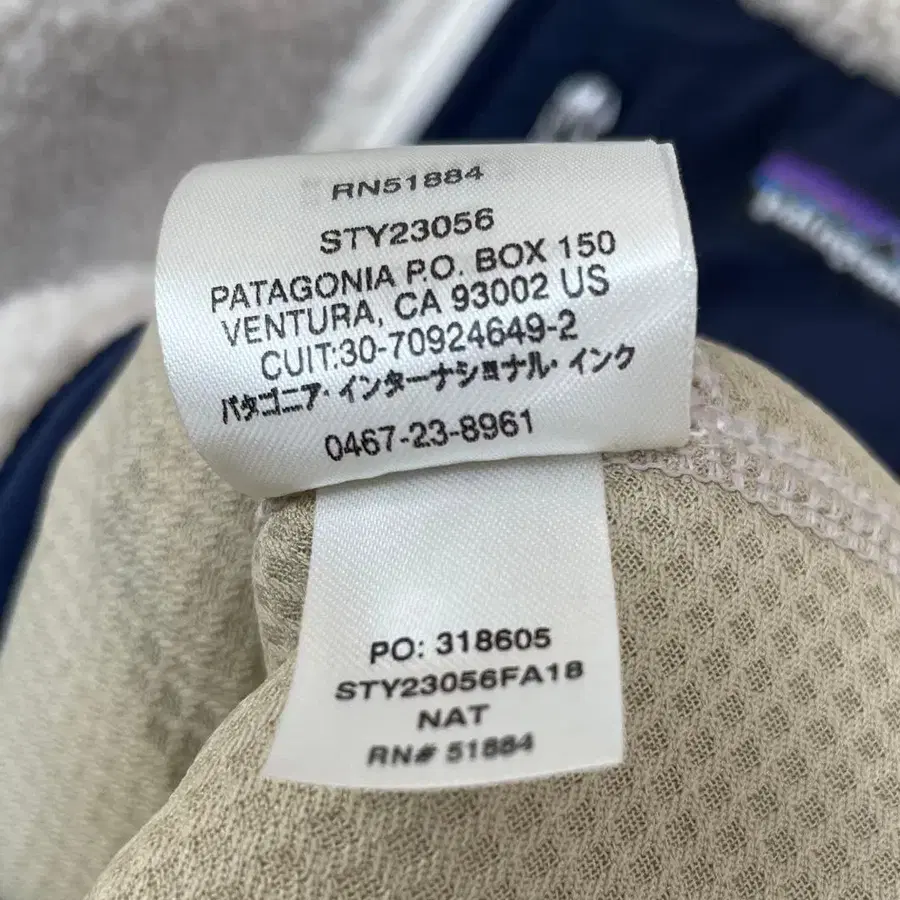 RN51884
STY23056
PATAGONIA P.O. BOX 150
VENTURA, CA 93002 US
CUIT:30-70924649-2
パタゴニア・インターナショナル・インク
0467-23-8961
PO: 318605
STY23056FA18
NAT
RN# 51884
patagonia